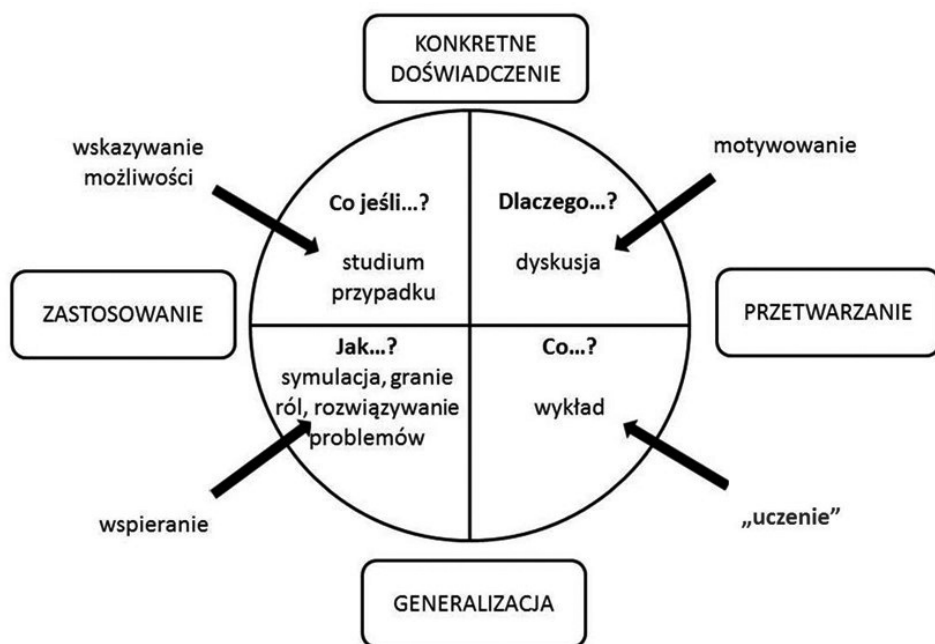 KONKRETNE
DOŚWIADCZENIE
wskazywanie
możliwości
motywowanie
Co jeśli...?
Dlaczego...?
studium
przypadku
dyskusja
ZASTOSOWANIE
PRZETWARZANIE
Jak...?
symulacja, granie
ról, rozwiązywanie
problemów
Co...?
wykład
wspieranie
„uczenie”
GENERALIZACJA